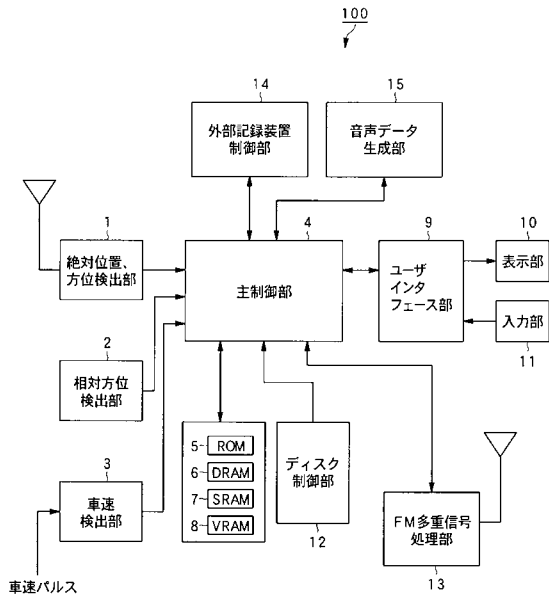 100
14
外部記録装置
制御部
15
音声データ
生成部
1
絶対位置、
方位検出部
4
主制御部
9
ユーザ
インタ
フェース部
10
表示部
入力部
11
2
相対方位
検出部
3
車速
検出部
車速パルス
5 ROM
6 DRAM
7 SRAM
8 VRAM
ディスク
制御部
12
FM多重信号
処理部
13